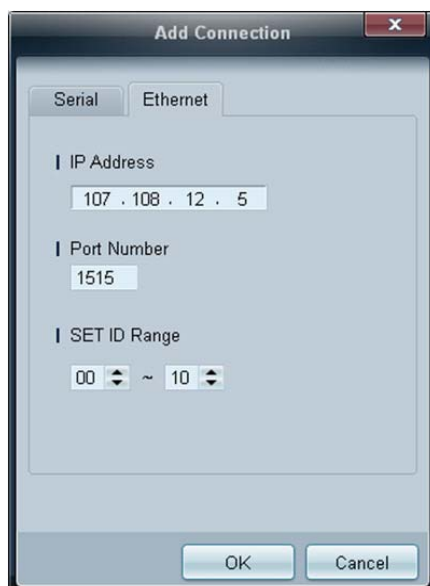 Add Connection
x
Serial Ethernet
IP Address
107 . 108 . 12 . 5
Port Number
1515
SET ID Range
00 ~ 10
OK Cancel